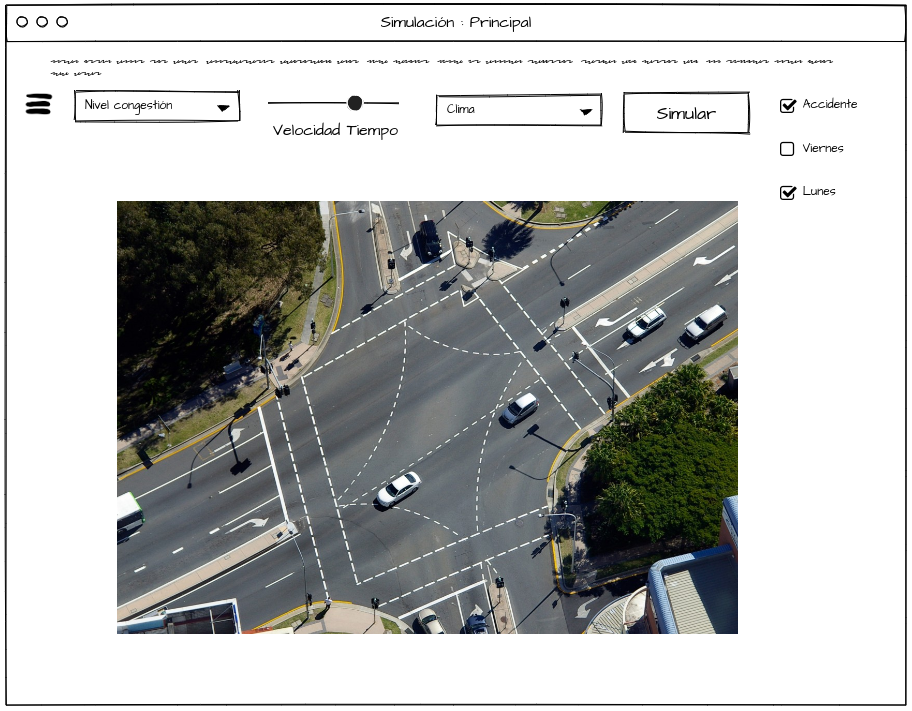 Simulación : Principal
Nivel congestión
Velocidad Tiempo
Clima
Simular
Accidente
Viernes
Lunes